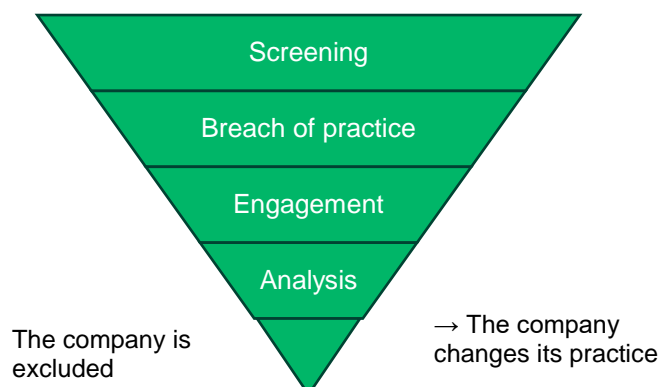 Screening
Breach of practice
Engagement
Analysis
The company is
excluded
→ The company
changes its practice